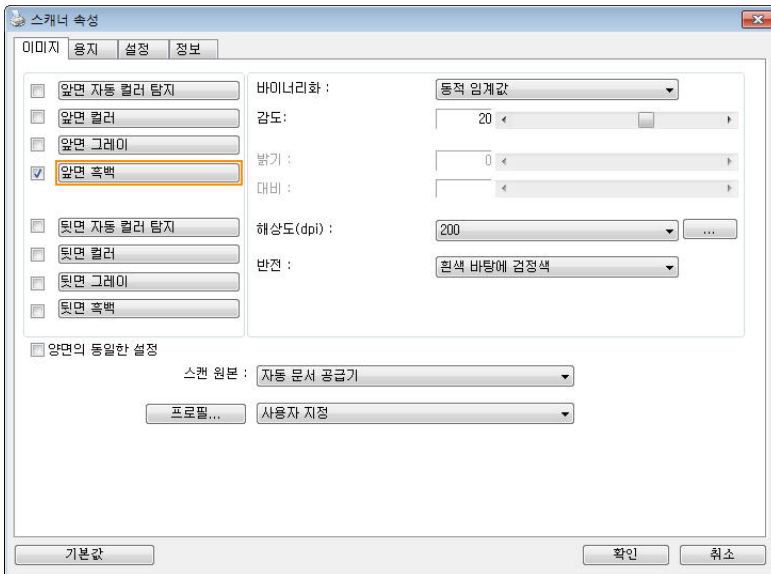 스캐너 속성
이미지 용지 설정 정보
앞면 자동 컬러 탐지
앞면 컬러
앞면 그레이
앞면 흑백
뒷면 자동 컬러 탐지
뒷면 컬러
뒷면 그레이
뒷면 흑백
바이너리화 : 동적 임계값
감도: 20
밝기 : 0
대비 :
해상도(dpi) : 200 ...
반전 : 흰색 바탕에 검정색
양면의 동일한 설정
스캔 원본 : 자동 문서 공급기
프로필... 사용자 지정
기본값 확인 취소